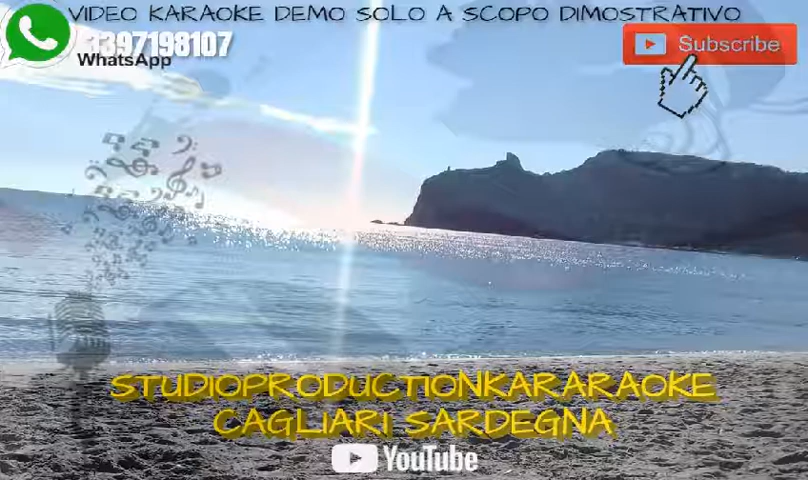 VIDEO KARAOKE DEMO SOLO A SCOPO DIMOSTRATIVO
3397198107
WhatsApp
Subscribe
STUDIOPRODUCTIONKARARAOKE
CAGLIARI SARDEGNA
YouTube